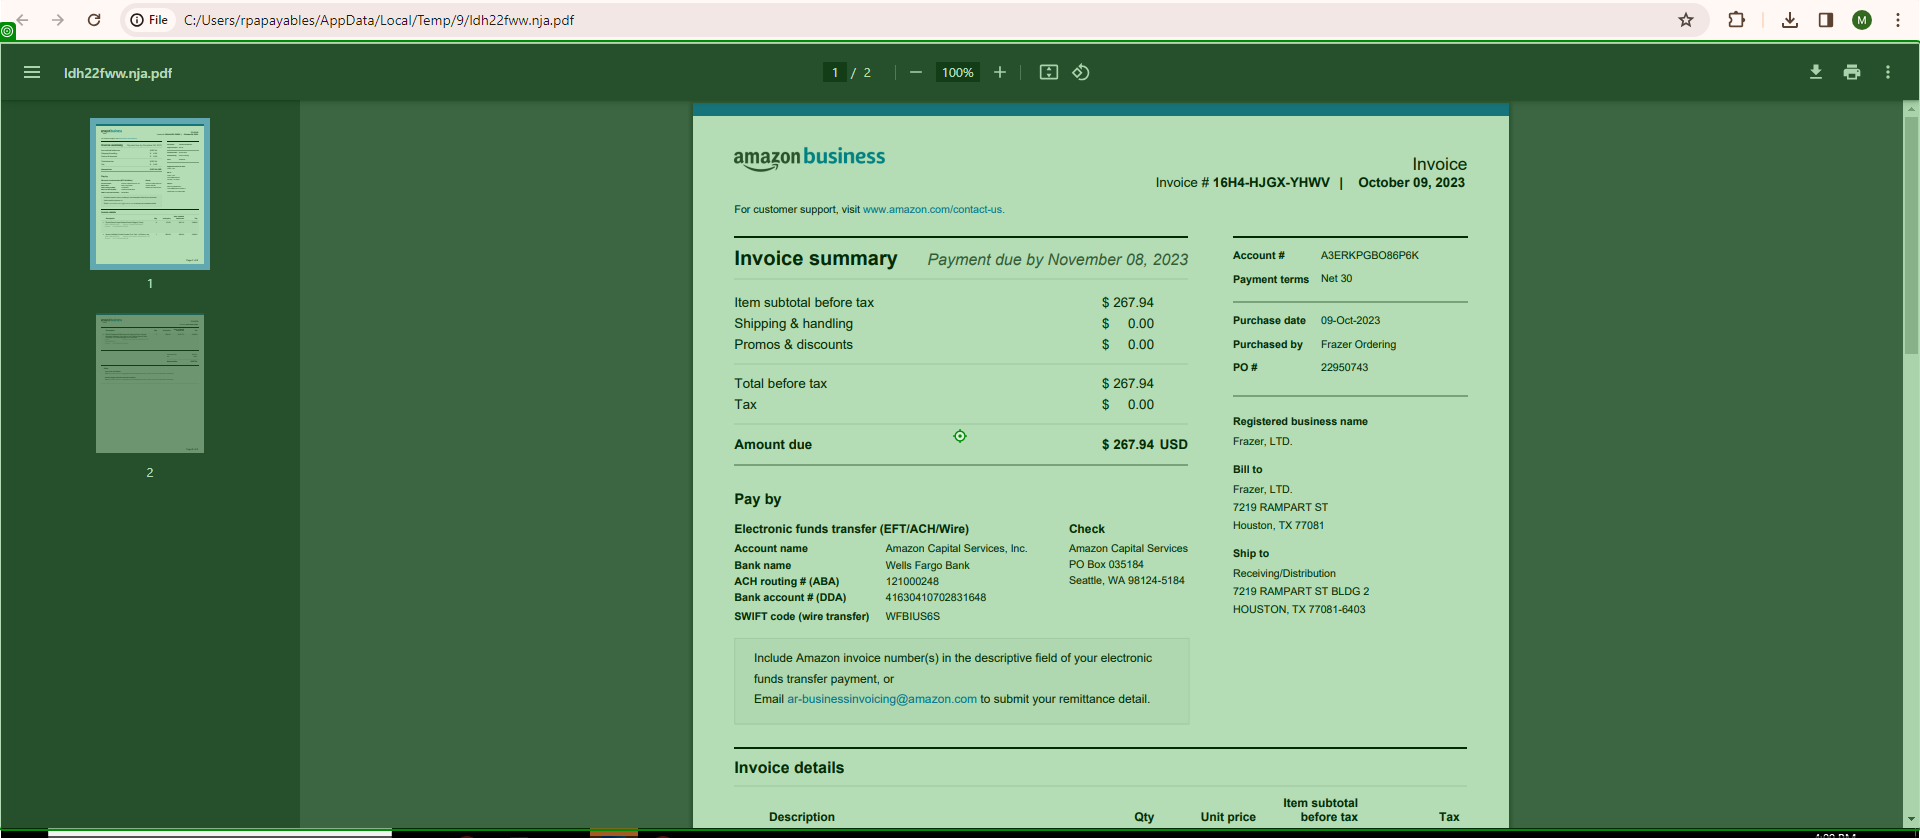 File
C:/Users/rpapayables/AppData/Local/Temp/9/ldh22fww.nja.pdf
M
ldh22fww.nja.pdf
1 / 2
100%
1
2
amazon business
Invoice
Invoice # 16H4-HJGX-YHWV | October 09, 2023
For customer support, visit www.amazon.com/contact-us.
Invoice summary Payment due by November 08, 2023
Item subtotal before tax $ 267.94
Shipping & handling $ 0.00
Promos & discounts $ 0.00
Total before tax $ 267.94
Tax $ 0.00
Amount due $ 267.94 USD
Account # A3ERKPGBO86P6K
Payment terms Net 30
Purchase date 09-Oct-2023
Purchased by Frazer Ordering
PO # 22950743
Registered business name
Frazer, LTD.
Bill to
Frazer, LTD.
7219 RAMPART ST
Houston, TX 77081
Ship to
Receiving/Distribution
7219 RAMPART ST BLDG 2
HOUSTON, TX 77081-6403
Pay by
Electronic funds transfer (EFT/ACH/Wire)
Account name Amazon Capital Services, Inc.
Bank name Wells Fargo Bank
ACH routing # (ABA) 121000248
Bank account # (DDA) 41630410702831648
SWIFT code (wire transfer) WFBIUS6S
Check
Amazon Capital Services
PO Box 035184
Seattle, WA 98124-5184
Include Amazon invoice number(s) in the descriptive field of your electronic
funds transfer payment, or
Email ar-businessinvoicing@amazon.com to submit your remittance detail.
Invoice details
Description Qty Unit price Item subtotal before tax Tax